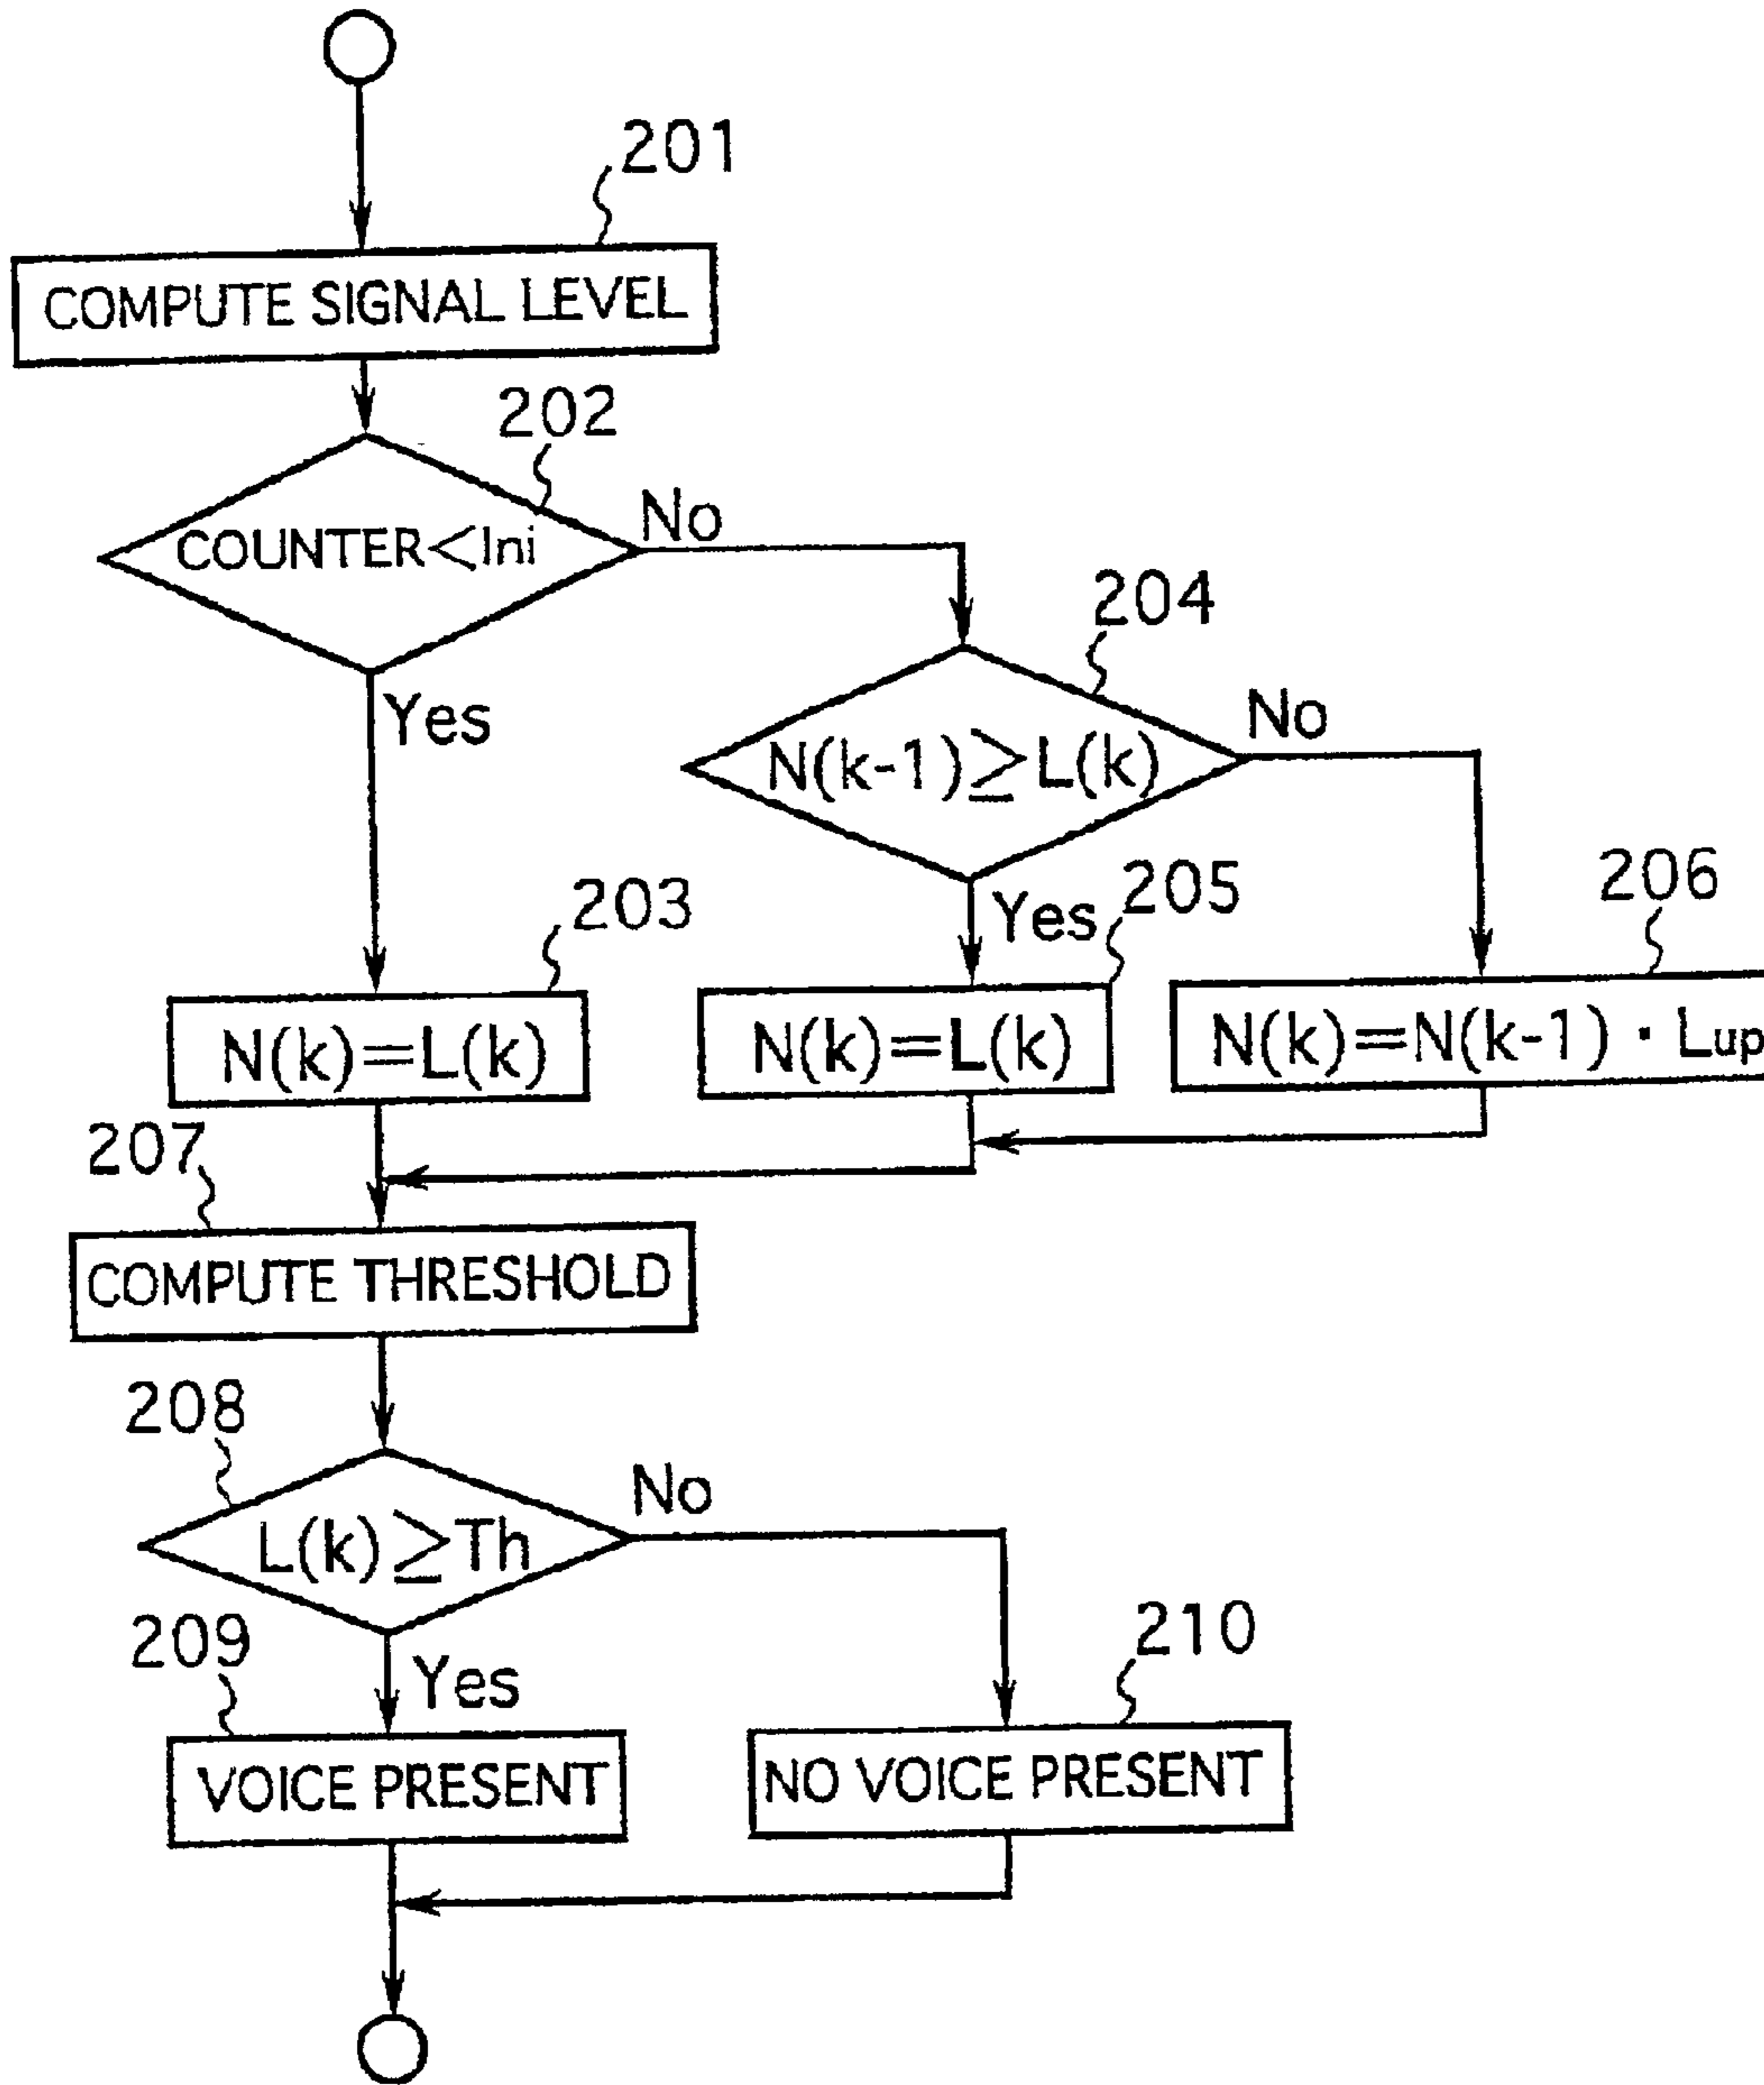 201
COMPUTE SIGNAL LEVEL
202
COUNTER<Ini
No
Yes
204
N(k-1)≧L(k)
No
Yes
203
N(k)=L(k)
205
N(k)=L(k)
206
N(k)=N(k-1)・Lup
207
COMPUTE THRESHOLD
208
L(k)≧Th
No
Yes
209
VOICE PRESENT
210
NO VOICE PRESENT